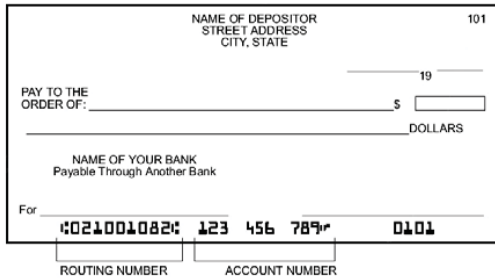 NAME OF DEPOSITOR 101
STREET ADDRESS
CITY, STATE
19
PAY TO THE
ORDER OF: $
DOLLARS
NAME OF YOUR BANK
Payable Through Another Bank
For
⑆021001082⑆ 123 456 789⑈ 0101
ROUTING NUMBER ACCOUNT NUMBER